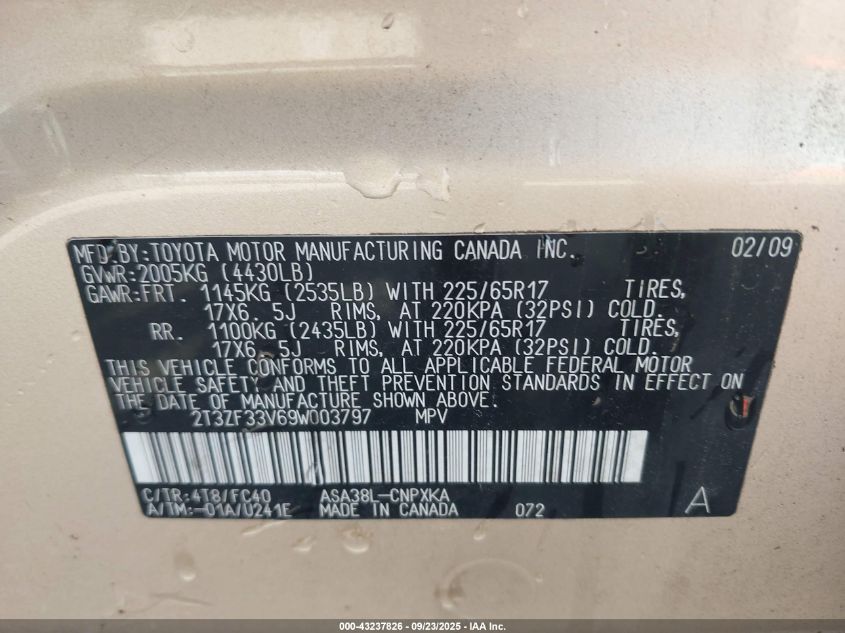 MFD.BY:TOYOTA MOTOR MANUFACTURING CANADA INC. 02/09
GVWR:2005KG (4430LB)
GAWR:FRT. 1145KG (2535LB) WITH 225/65R17 TIRES,
17X6.5J RIMS, AT 220KPA (32PSI) COLD.
RR. 1100KG (2435LB) WITH 225/65R17 TIRES,
17X6.5J RIMS, AT 220KPA (32PSI) COLD.
THIS VEHICLE CONFORMS TO ALL APPLICABLE FEDERAL MOTOR
VEHICLE SAFETY AND THEFT PREVENTION STANDARDS IN EFFECT ON
THE DATE OF MANUFACTURE SHOWN ABOVE.
2T3ZF33V69W003797 MPV
C/TR:4T8/FC40 ASA38L-CNPXKA
A/TM:-01A/U241E MADE IN CANADA 072 A
000-43237826 - 09/23/2025 - IAA Inc.